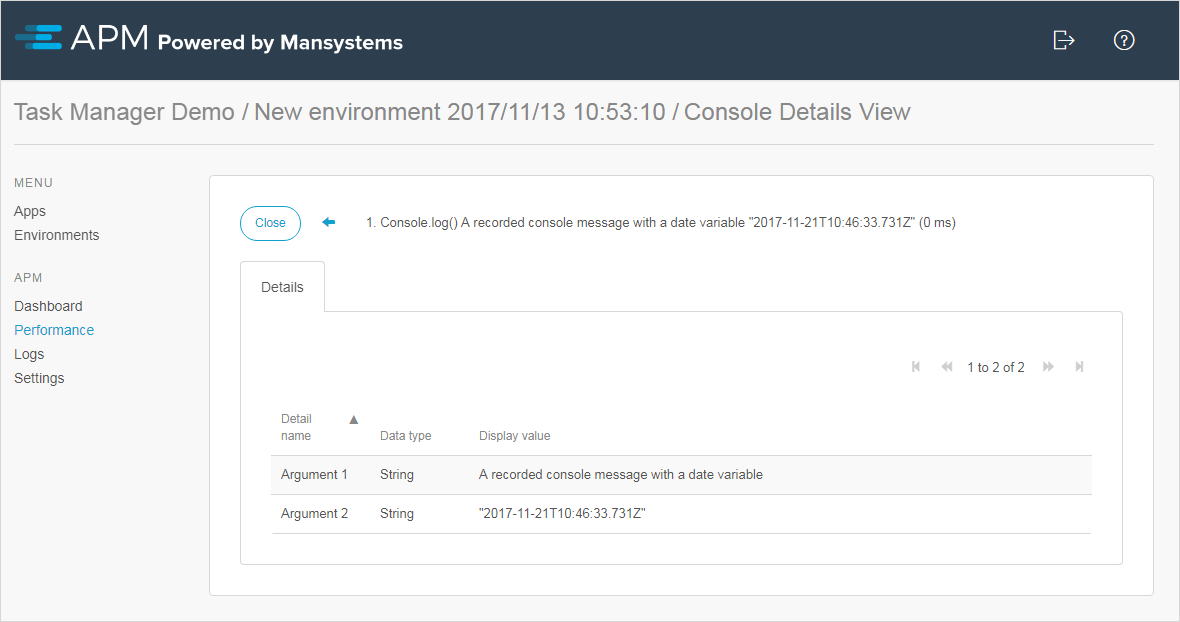 APM Powered by Mansystems
Task Manager Demo / New environment 2017/11/13 10:53:10 / Console Details View
MENU
Apps
Environments
APM
Dashboard
Performance
Logs
Settings
Close
1. Console.log() A recorded console message with a date variable "2017-11-21T10:46:33.731Z" (0 ms)
Details
1 to 2 of 2
Detail
name
Data type
Display value
Argument 1 String A recorded console message with a date variable
Argument 2 String "2017-11-21T10:46:33.731Z"